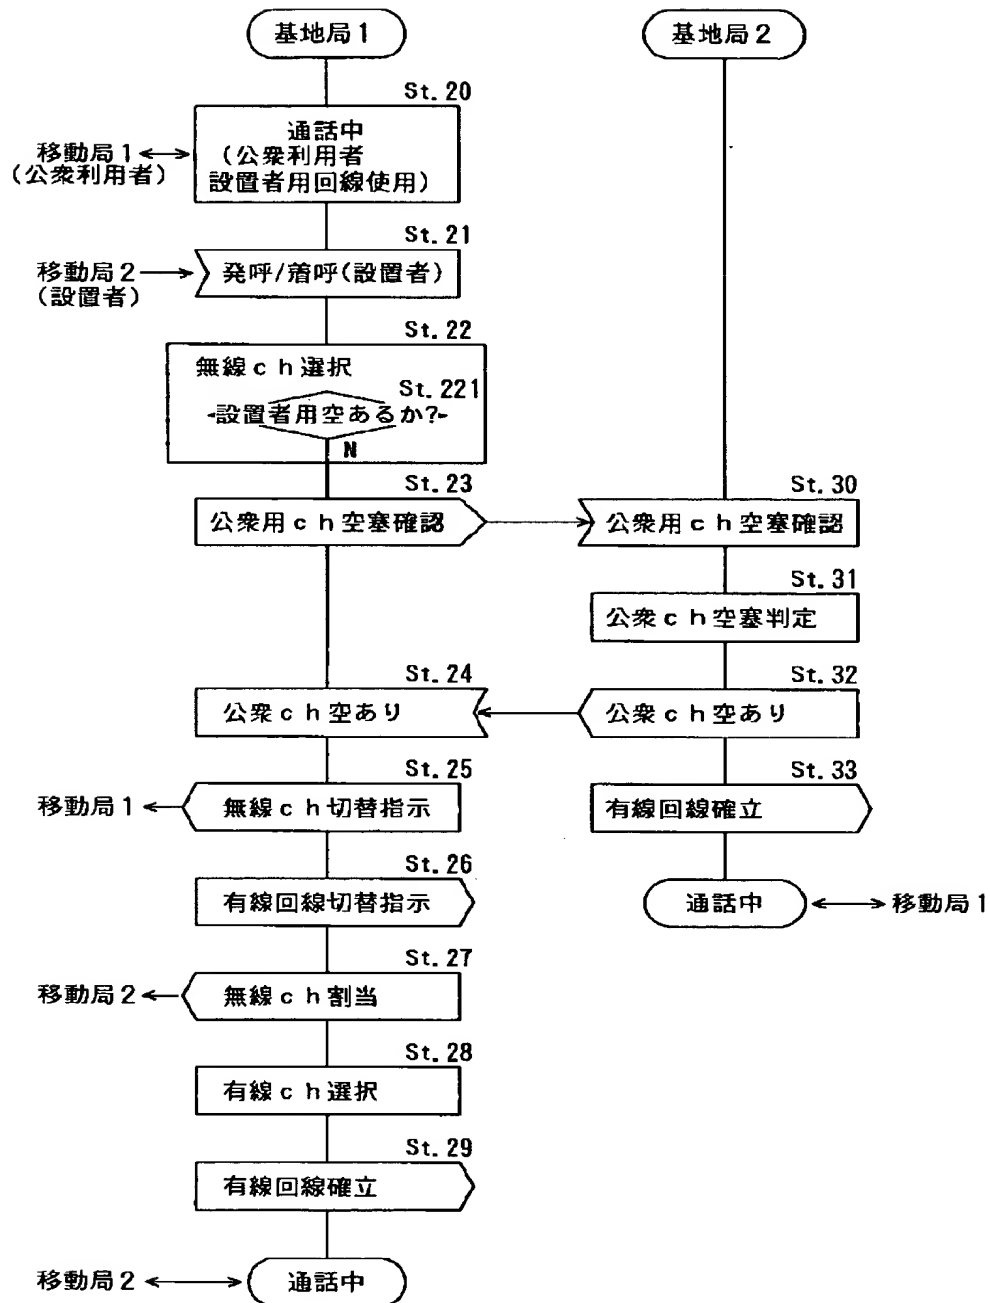 基地局1
基地局2
St.20
通話中
(公衆利用者
設置者用回線使用)
移動局1
(公衆利用者)
St.21
発呼/着呼(設置者)
移動局2
(設置者)
St.22
無線ch選択
St.221
設置者用空あるか?
N
St.23
公衆用ch空塞確認
St.30
公衆用ch空塞確認
St.31
公衆ch空塞判定
St.24
公衆ch空あり
St.32
公衆ch空あり
St.25
移動局1
無線ch切替指示
St.33
有線回線確立
St.26
有線回線切替指示
通話中
移動局1
St.27
移動局2
無線ch割当
St.28
有線ch選択
St.29
有線回線確立
移動局2
通話中